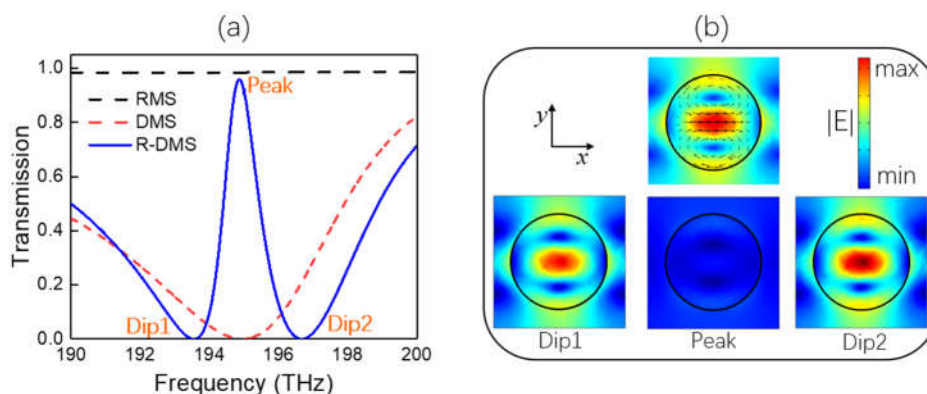 (a)
Transmission
1.0
0.8
0.6
0.4
0.2
0.0
RMS
DMS
R-DMS
Peak
Dip1
Dip2
190 192 194 196 198 200
Frequency (THz)
(b)
y
x
max
|E|
min
Dip1
Peak
Dip2